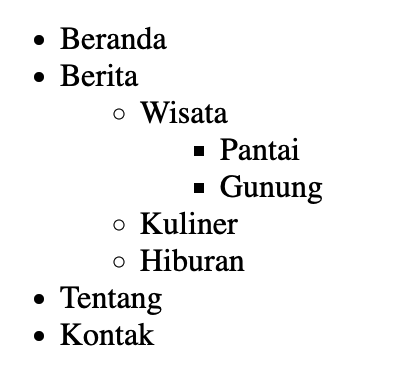 Beranda
Berita
Wisata
Pantai
Gunung
Kuliner
Hiburan
Tentang
Kontak